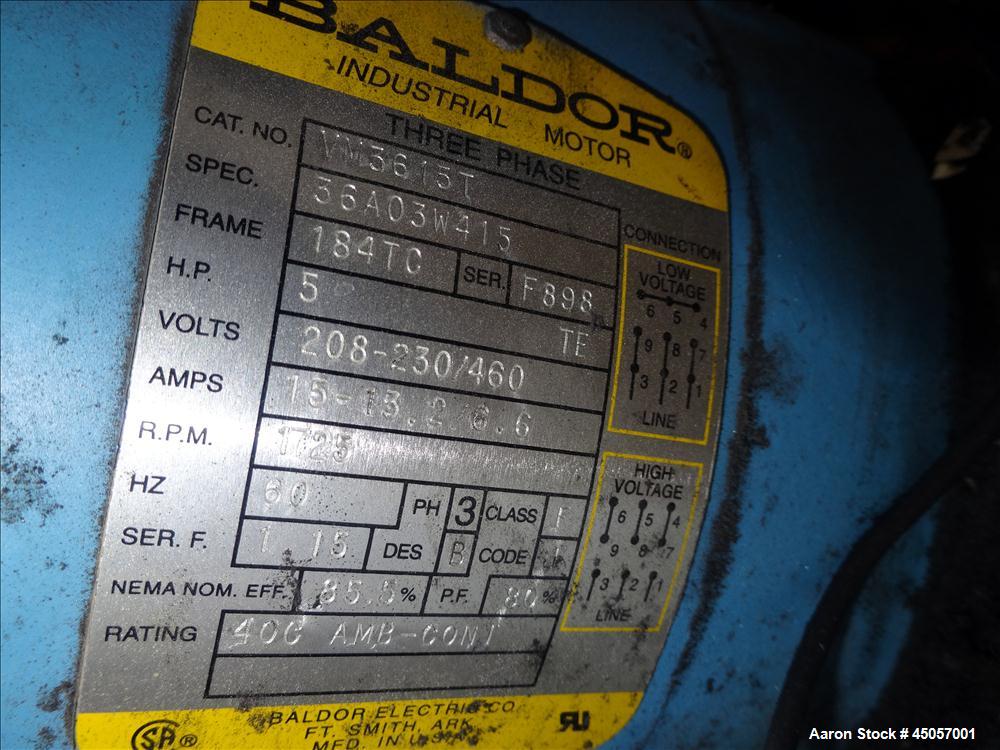 BALDOR®
INDUSTRIAL MOTOR
THREE PHASE
CAT. NO. VM3615T
SPEC. 36A03W415
FRAME 184TC SER. F898
H.P. 5 TE
VOLTS 208-230/460
AMPS 15-13.2/6.6
R.P.M. 1725
HZ 60 PH 3 CLASS F
SER. F. 1.15 DES B CODE
NEMA NOM. EFF. 85.5 % P.F. 80 %
RATING 40C AMB-CONT
CONNECTION
LOW
VOLTAGE
6 5 4
9 8 7
3 2 1
LINE
HIGH
VOLTAGE
6 5 4
9 8 7
3 2 1
LINE
BALDOR ELECTRIC CO.
FT. SMITH, ARK.
MFD. IN U.S.A.
SA®
Aaron Stock # 45057001